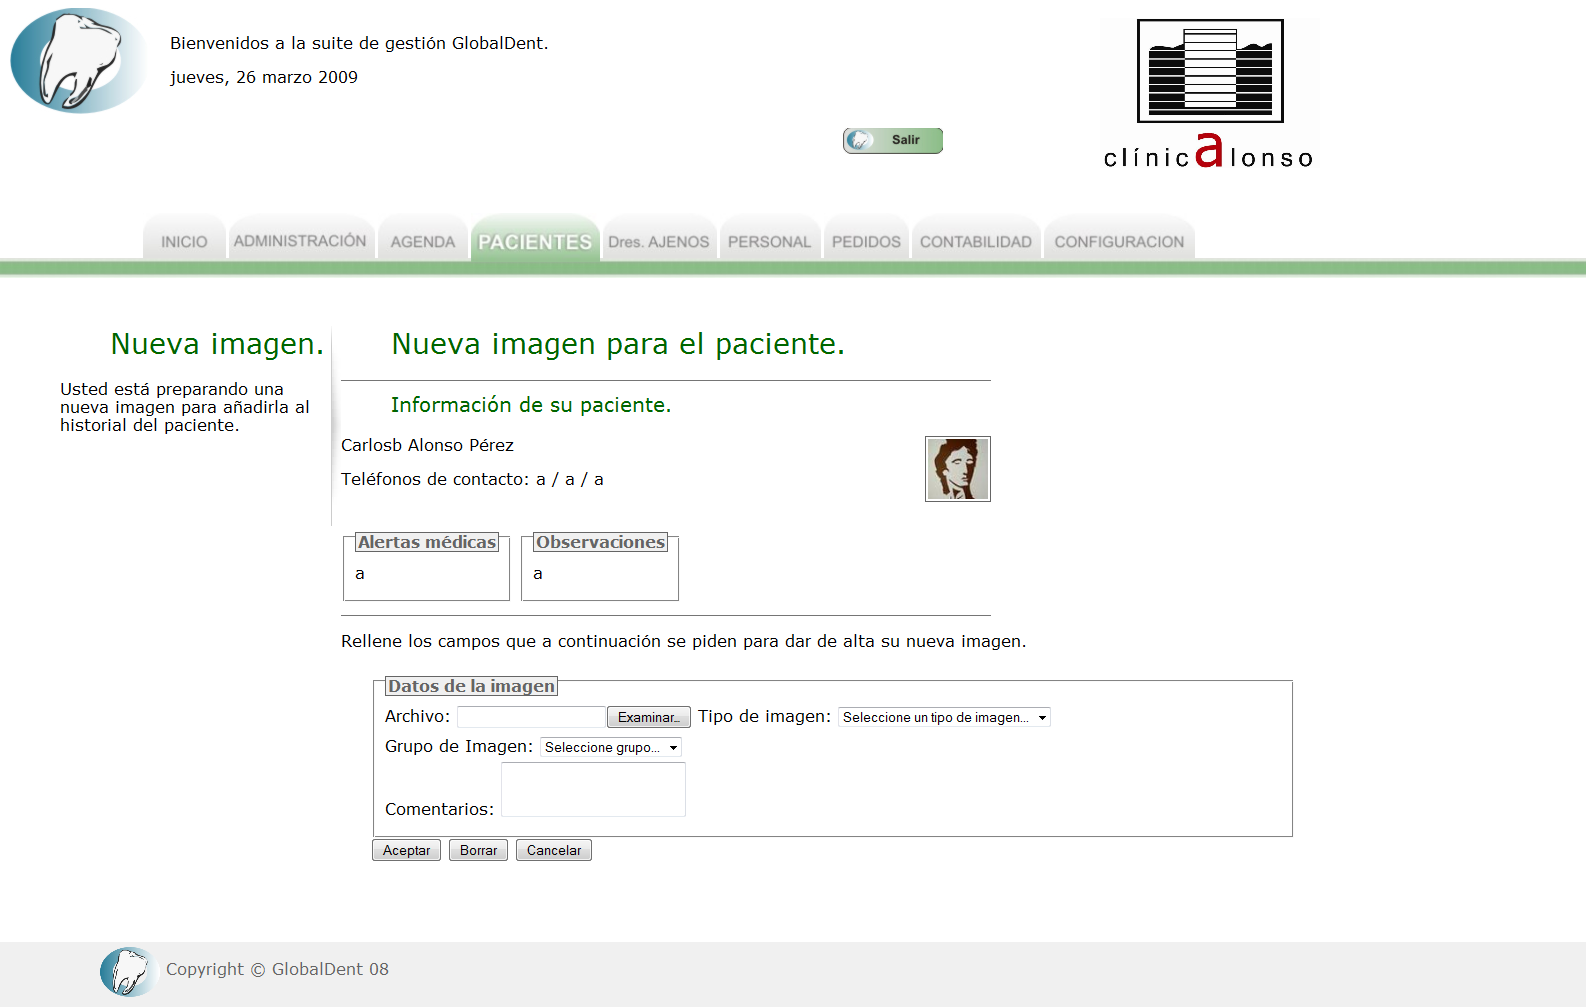 Bienvenidos a la suite de gestión GlobalDent.
jueves, 26 marzo 2009
Salir
clínicAlonso
INICIO ADMINISTRACIÓN AGENDA PACIENTES Dres. AJENOS PERSONAL PEDIDOS CONTABILIDAD CONFIGURACION
Nueva imagen.
Usted está preparando una
nueva imagen para añadirla al
historial del paciente.
Nueva imagen para el paciente.
Información de su paciente.
Carlosb Alonso Pérez
Teléfonos de contacto: a / a / a
Alertas médicas Observaciones
a a
Rellene los campos que a continuación se piden para dar de alta su nueva imagen.
Datos de la imagen
Archivo: Examinar... Tipo de imagen: Seleccione un tipo de imagen...
Grupo de Imagen: Seleccione grupo...
Comentarios:
Aceptar Borrar Cancelar
Copyright © GlobalDent 08